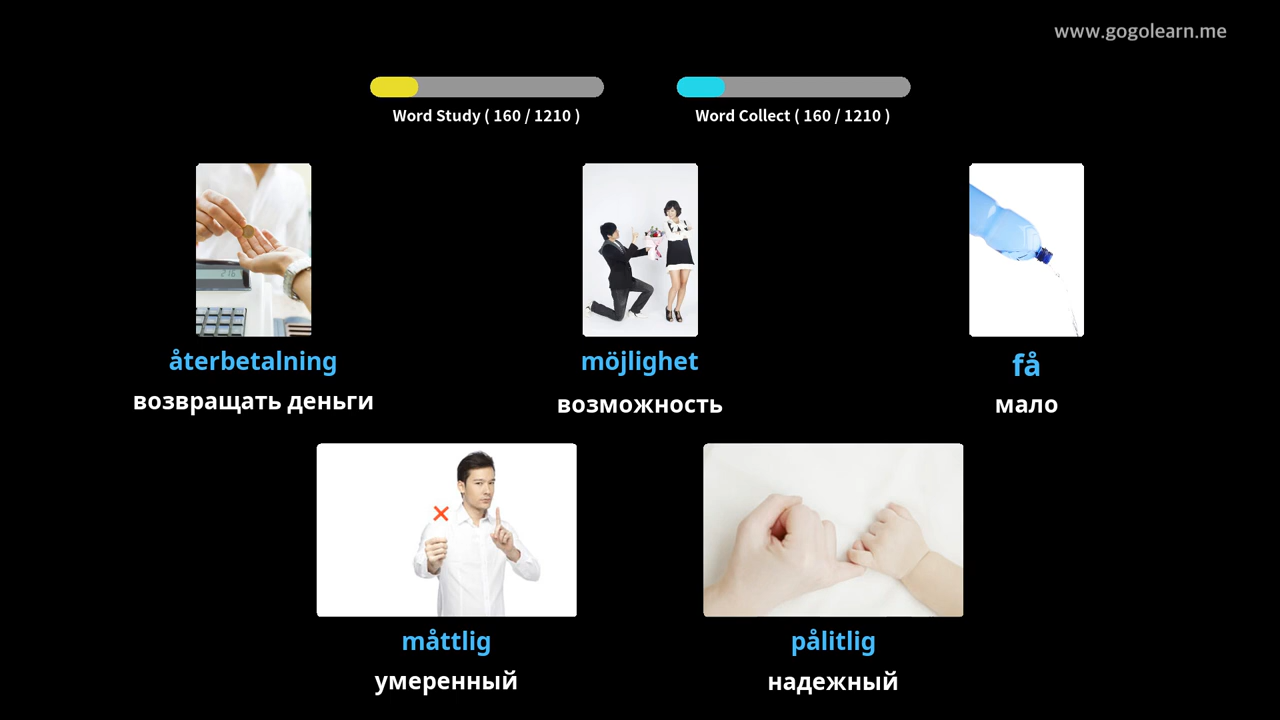 www.gogolearn.me
Word Study ( 160 / 1210 )
Word Collect ( 160 / 1210 )
återbetalning
возвращать деньги
möjlighet
возможность
få
мало
måttlig
умеренный
pålitlig
надежный